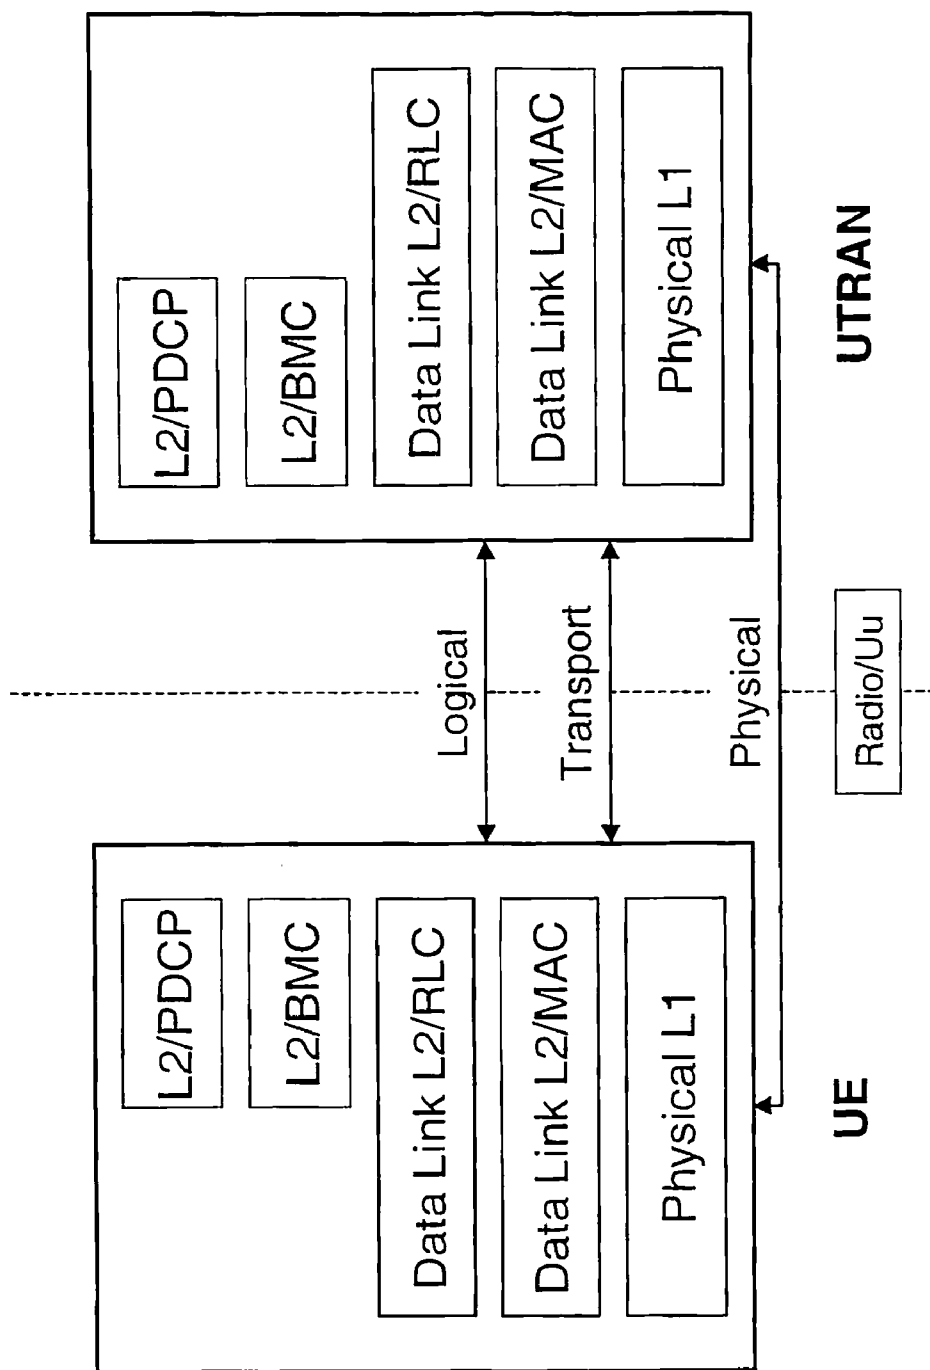 L2/PDCP
L2/BMC
Data Link L2/RLC
Data Link L2/MAC
Physical L1
UE
Logical
Transport
Physical
Radio/Uu
L2/PDCP
L2/BMC
Data Link L2/RLC
Data Link L2/MAC
Physical L1
UTRAN